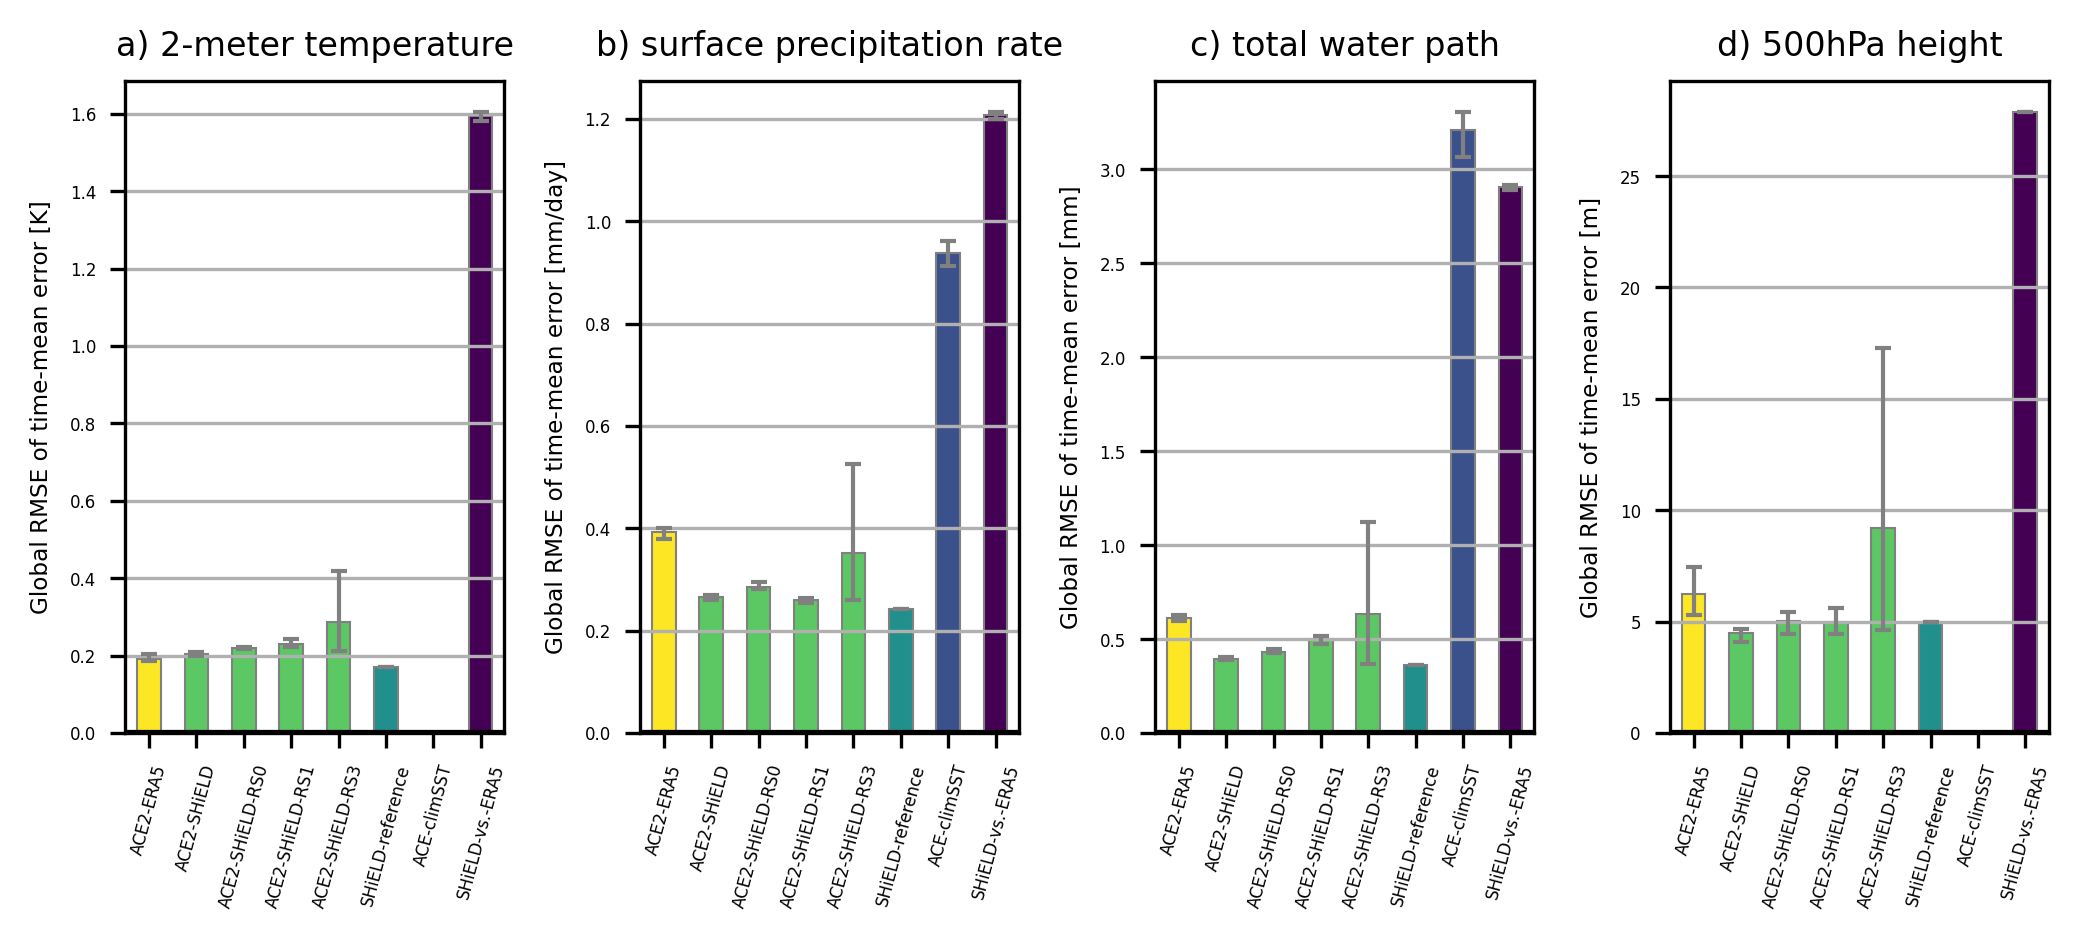 a) 2-meter temperature
Global RMSE of time-mean error [K]
1.6
1.4
1.2
1.0
0.8
0.6
0.4
0.2
0.0
ACE2-ERA5
ACE2-SHiELD
ACE2-SHiELD-RS0
ACE2-SHiELD-RS1
ACE2-SHiELD-RS3
SHiELD-reference
ACE-climSST
SHiELD-vs.-ERA5
b) surface precipitation rate
Global RMSE of time-mean error [mm/day]
1.2
1.0
0.8
0.6
0.4
0.2
0.0
ACE2-ERA5
ACE2-SHiELD
ACE2-SHiELD-RS0
ACE2-SHiELD-RS1
ACE2-SHiELD-RS3
SHiELD-reference
ACE-climSST
SHiELD-vs.-ERA5
c) total water path
Global RMSE of time-mean error [mm]
3.0
2.5
2.0
1.5
1.0
0.5
0.0
ACE2-ERA5
ACE2-SHiELD
ACE2-SHiELD-RS0
ACE2-SHiELD-RS1
ACE2-SHiELD-RS3
SHiELD-reference
ACE-climSST
SHiELD-vs.-ERA5
d) 500hPa height
Global RMSE of time-mean error [m]
25
20
15
10
5
0
ACE2-ERA5
ACE2-SHiELD
ACE2-SHiELD-RS0
ACE2-SHiELD-RS1
ACE2-SHiELD-RS3
SHiELD-reference
ACE-climSST
SHiELD-vs.-ERA5